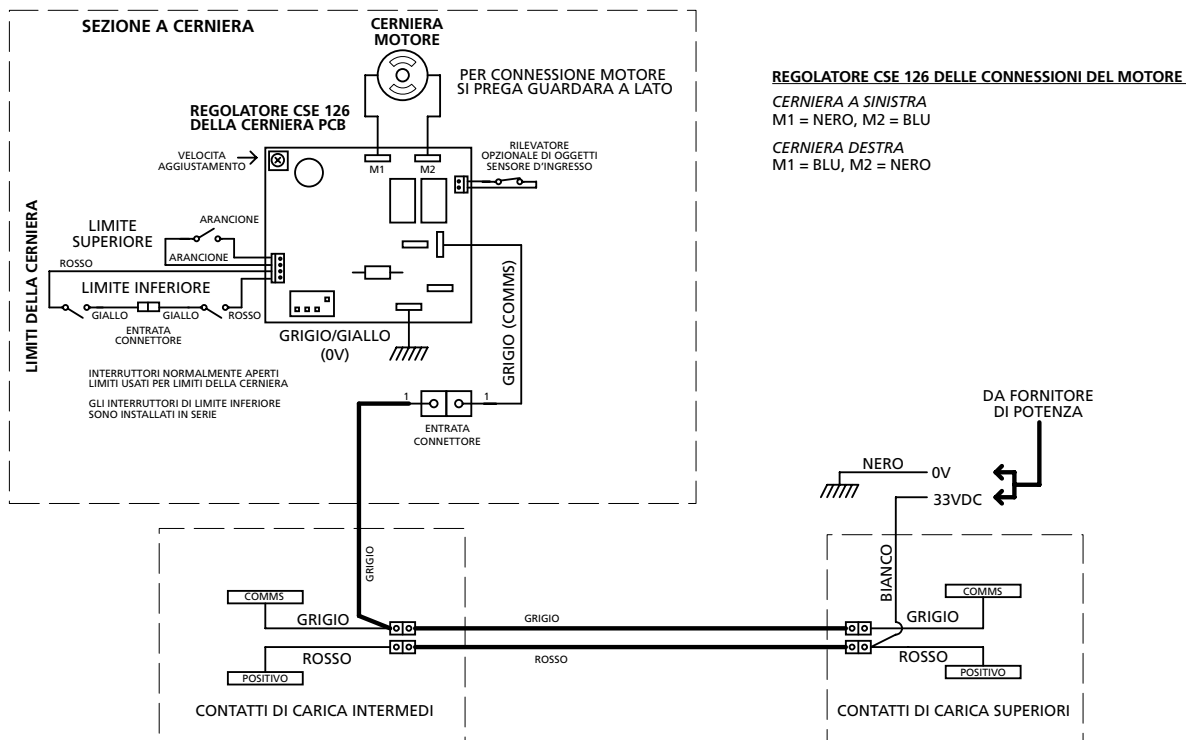 SEZIONE A CERNIERA
CERNIERA
MOTORE
PER CONNESSIONE MOTORE
SI PREGA GUARDARA A LATO
REGOLATORE CSE 126 DELLE CONNESSIONI DEL MOTORE
CERNIERA A SINISTRA
M1 = NERO, M2 = BLU
CERNIERA DESTRA
M1 = BLU, M2 = NERO
REGOLATORE CSE 126
DELLA CERNIERA PCB
VELOCITA
AGGIUSTAMENTO
M1
M2
RILEVATORE
OPZIONALE DI OGGETTI
SENSORE D'INGRESSO
LIMITI DELLA CERNIERA
LIMITE
SUPERIORE
ARANCIONE
ARANCIONE
ROSSO
LIMITE INFERIORE
GIALLO
GIALLO
ROSSO
ENTRATA
CONNETTORE
GRIGIO/GIALLO
(0V)
GRIGIO (COMMS)
INTERRUTTORI NORMALMENTE APERTI
LIMITI USATI PER LIMITI DELLA CERNIERA
GLI INTERRUTTORI DI LIMITE INFERIORE
SONO INSTALLATI IN SERIE
1
1
ENTRATA
CONNETTORE
DA FORNITORE
DI POTENZA
NERO
0V
33VDC
GRIGIO
BIANCO
COMMS
GRIGIO
GRIGIO
COMMS
GRIGIO
ROSSO
POSITIVO
ROSSO
ROSSO
POSITIVO
CONTATTI DI CARICA INTERMEDI
CONTATTI DI CARICA SUPERIORI